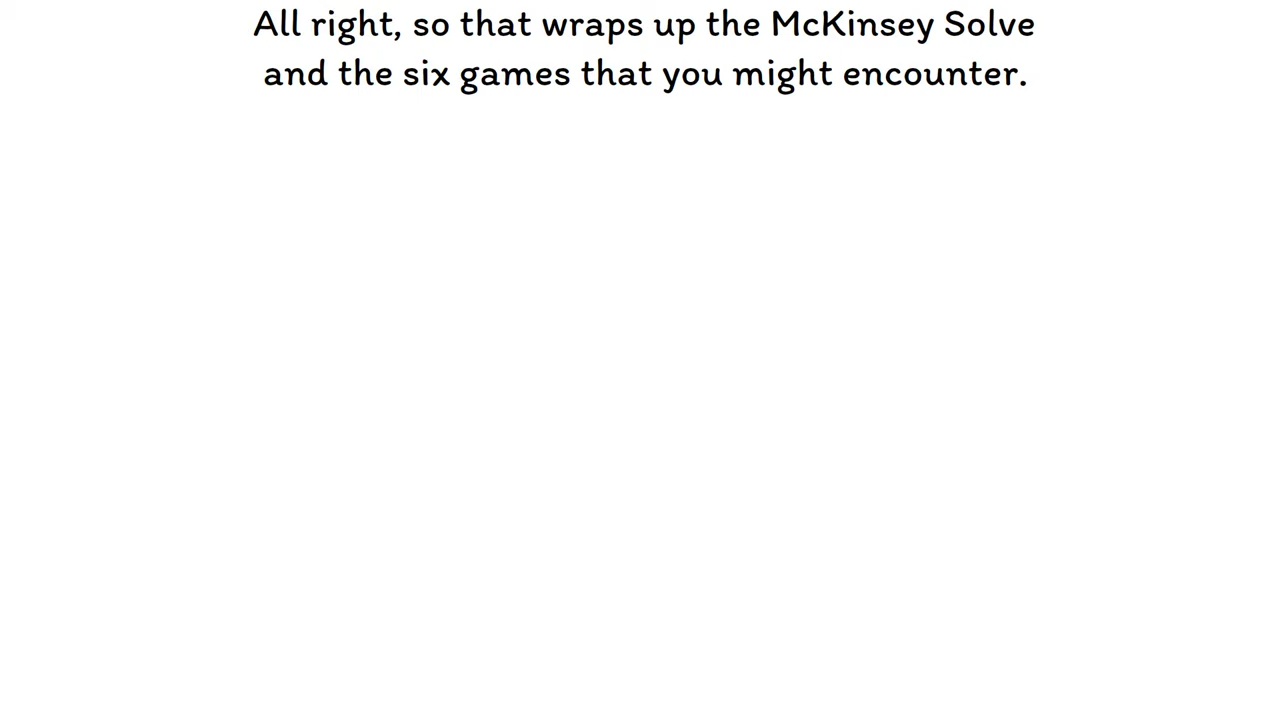 All right, so that wraps up the McKinsey Solve
and the six games that you might encounter.